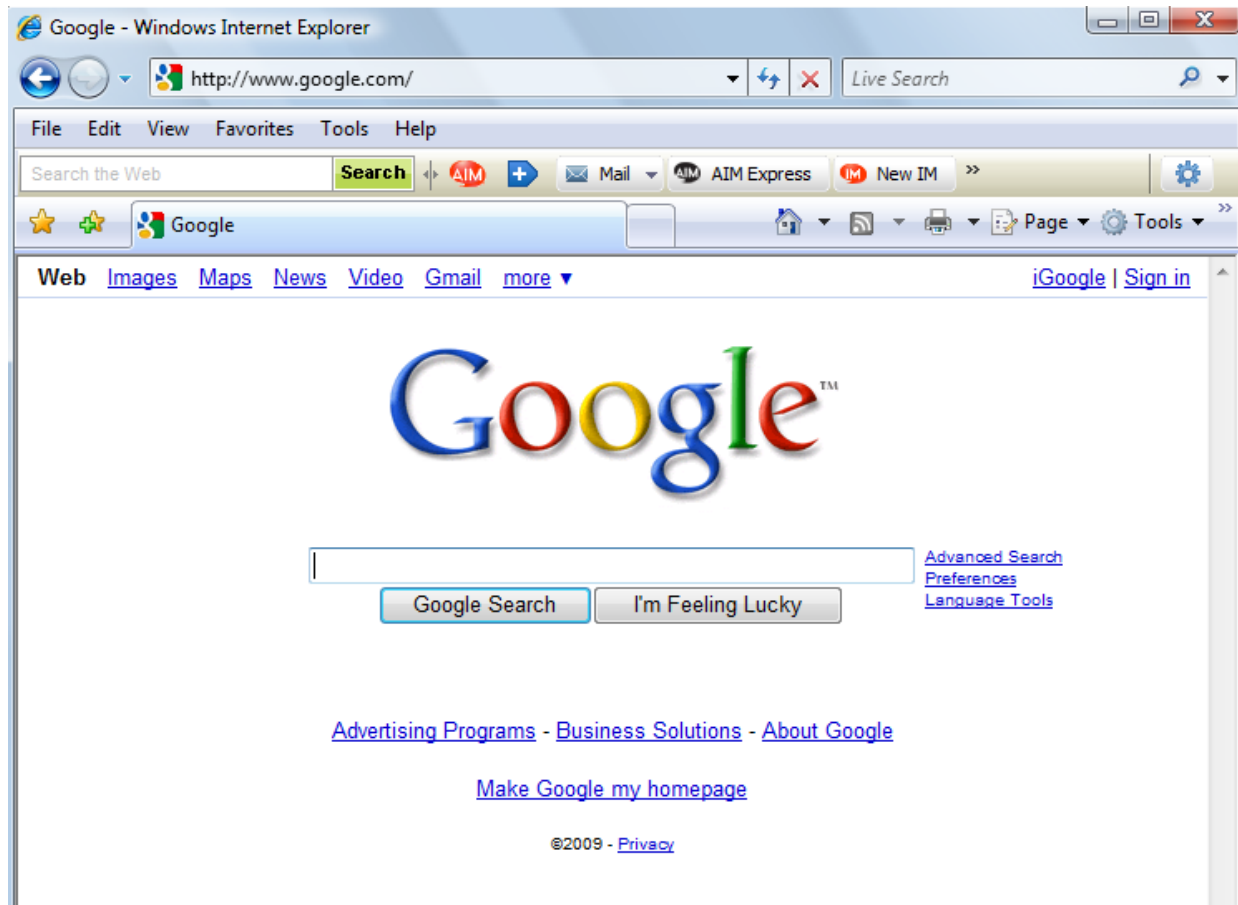 Google - Windows Internet Explorer
http://www.google.com/ Live Search
File Edit View Favorites Tools Help
Search the Web Search AIM Mail AIM AIM Express IM New IM »
Google Page Tools »
Web Images Maps News Video Gmail more ▼ iGoogle | Sign in
Google™
Advanced Search
Preferences
Language Tools
Google Search I'm Feeling Lucky
Advertising Programs - Business Solutions - About Google
Make Google my homepage
©2009 - Privacy